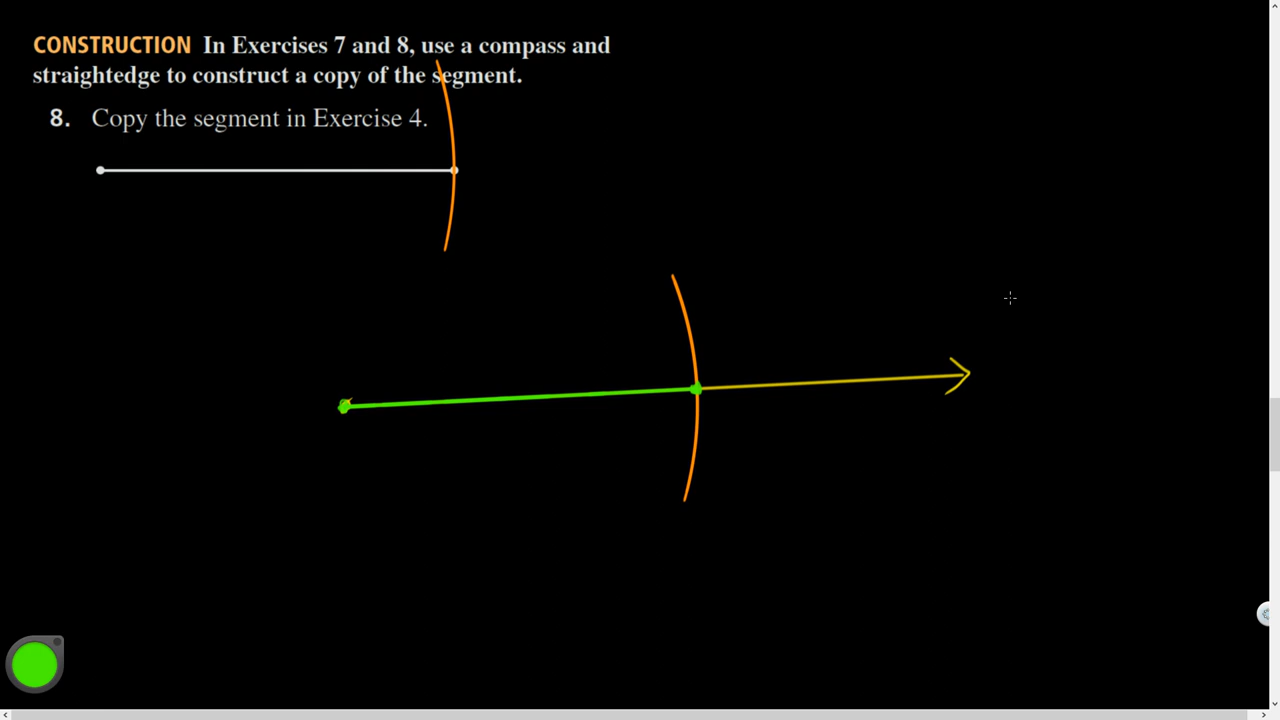 CONSTRUCTION In Exercises 7 and 8, use a compass and
straightedge to construct a copy of the segment.
8. Copy the segment in Exercise 4.